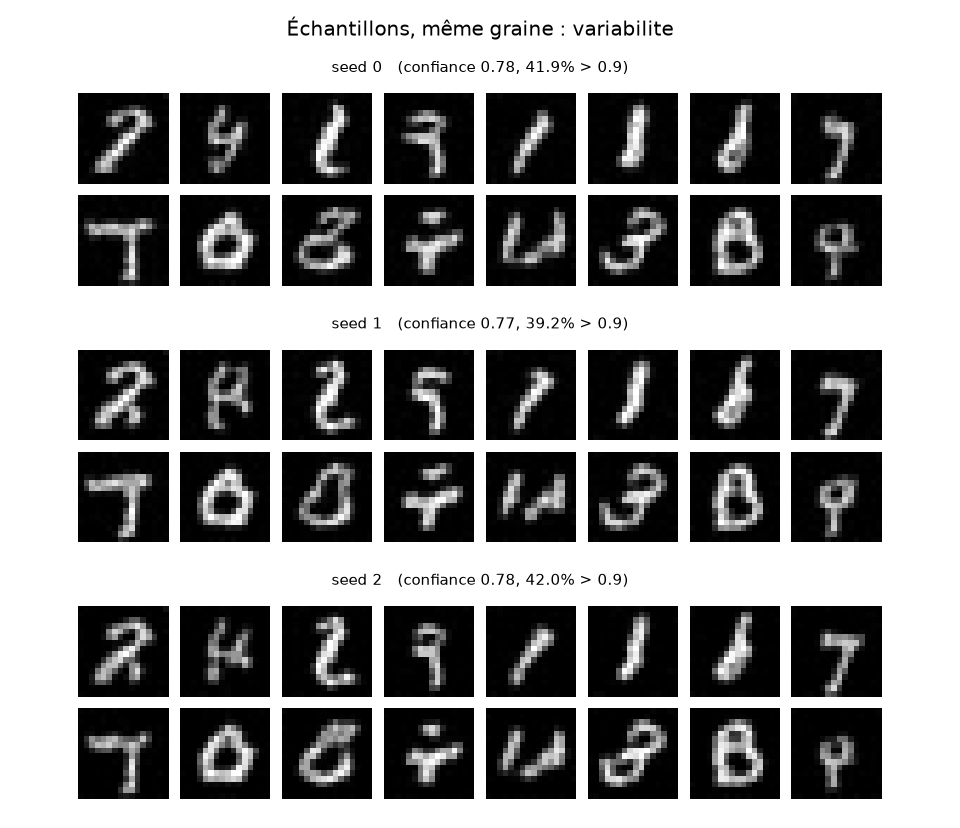 Échantillons, même graine : variabilite
seed 0 (confiance 0.78, 41.9% > 0.9)
seed 1 (confiance 0.77, 39.2% > 0.9)
seed 2 (confiance 0.78, 42.0% > 0.9)